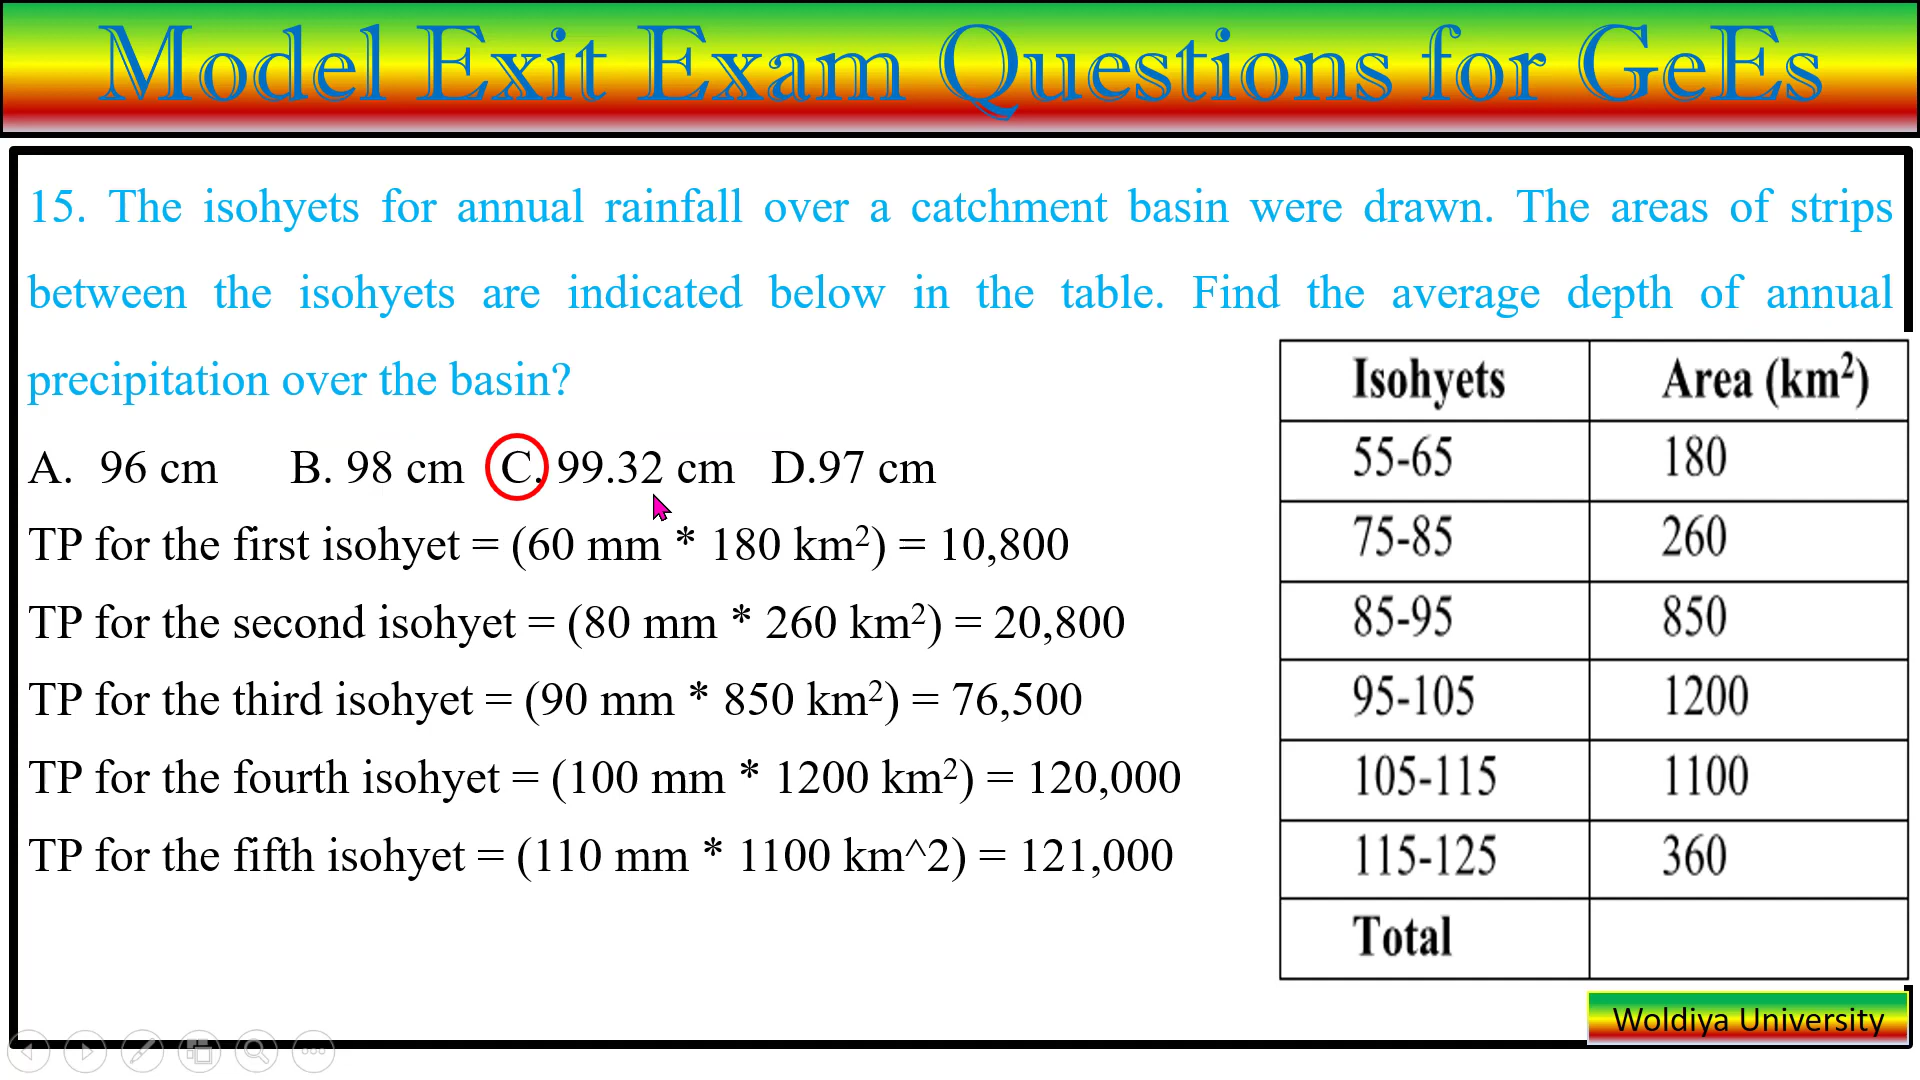 Model Exit Exam Questions for GeEs
15. The isohyets for annual rainfall over a catchment basin were drawn. The areas of strips
between the isohyets are indicated below in the table. Find the average depth of annual
precipitation over the basin?
A. 96 cm B. 98 cm C. 99.32 cm D.97 cm
TP for the first isohyet = (60 mm * 180 km²) = 10,800
TP for the second isohyet = (80 mm * 260 km²) = 20,800
TP for the third isohyet = (90 mm * 850 km²) = 76,500
TP for the fourth isohyet = (100 mm * 1200 km²) = 120,000
TP for the fifth isohyet = (110 mm * 1100 km^2) = 121,000
Isohyets Area (km²)
55-65 180
75-85 260
85-95 850
95-105 1200
105-115 1100
115-125 360
Total
Woldiya University